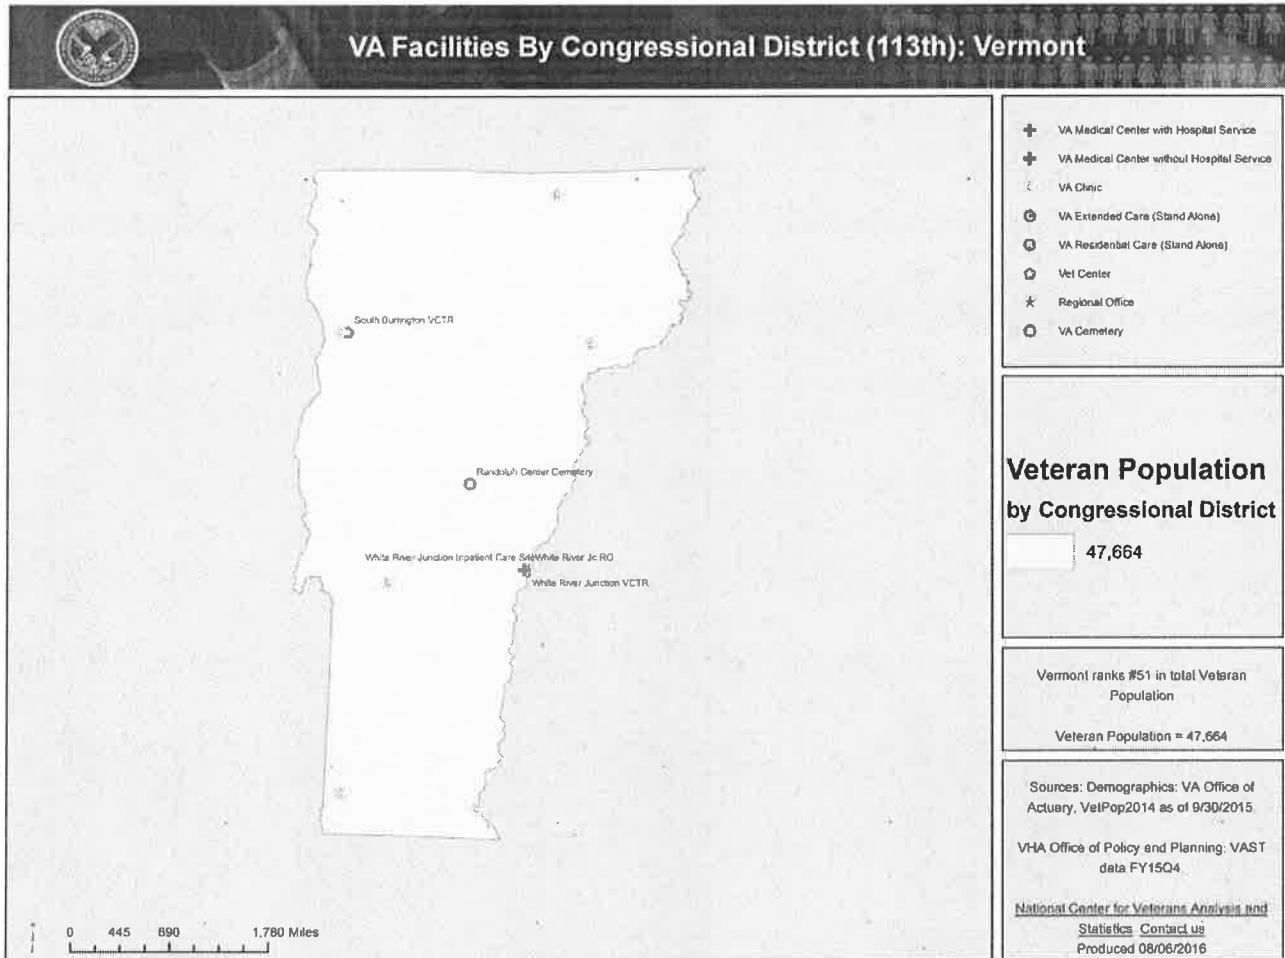 VA Facilities By Congressional District (113th): Vermont
South Burlington VCTR
Randolph Center Cemetery
White River Junction Inpatient Care Site
White River Jc RO
White River Junction VCTR
0 445 890 1,780 Miles
VA Medical Center with Hospital Service
VA Medical Center without Hospital Service
VA Clinic
VA Extended Care (Stand Alone)
VA Residential Care (Stand Alone)
Vet Center
Regional Office
VA Cemetery
Veteran Population
by Congressional District
47,664
Vermont ranks #51 in total Veteran
Population
Veteran Population = 47,664
Sources: Demographics: VA Office of
Actuary, VetPop2014 as of 9/30/2015
VHA Office of Policy and Planning: VAST
data FY15Q4
National Center for Veterans Analysis and
Statistics Contact us
Produced 08/06/2016